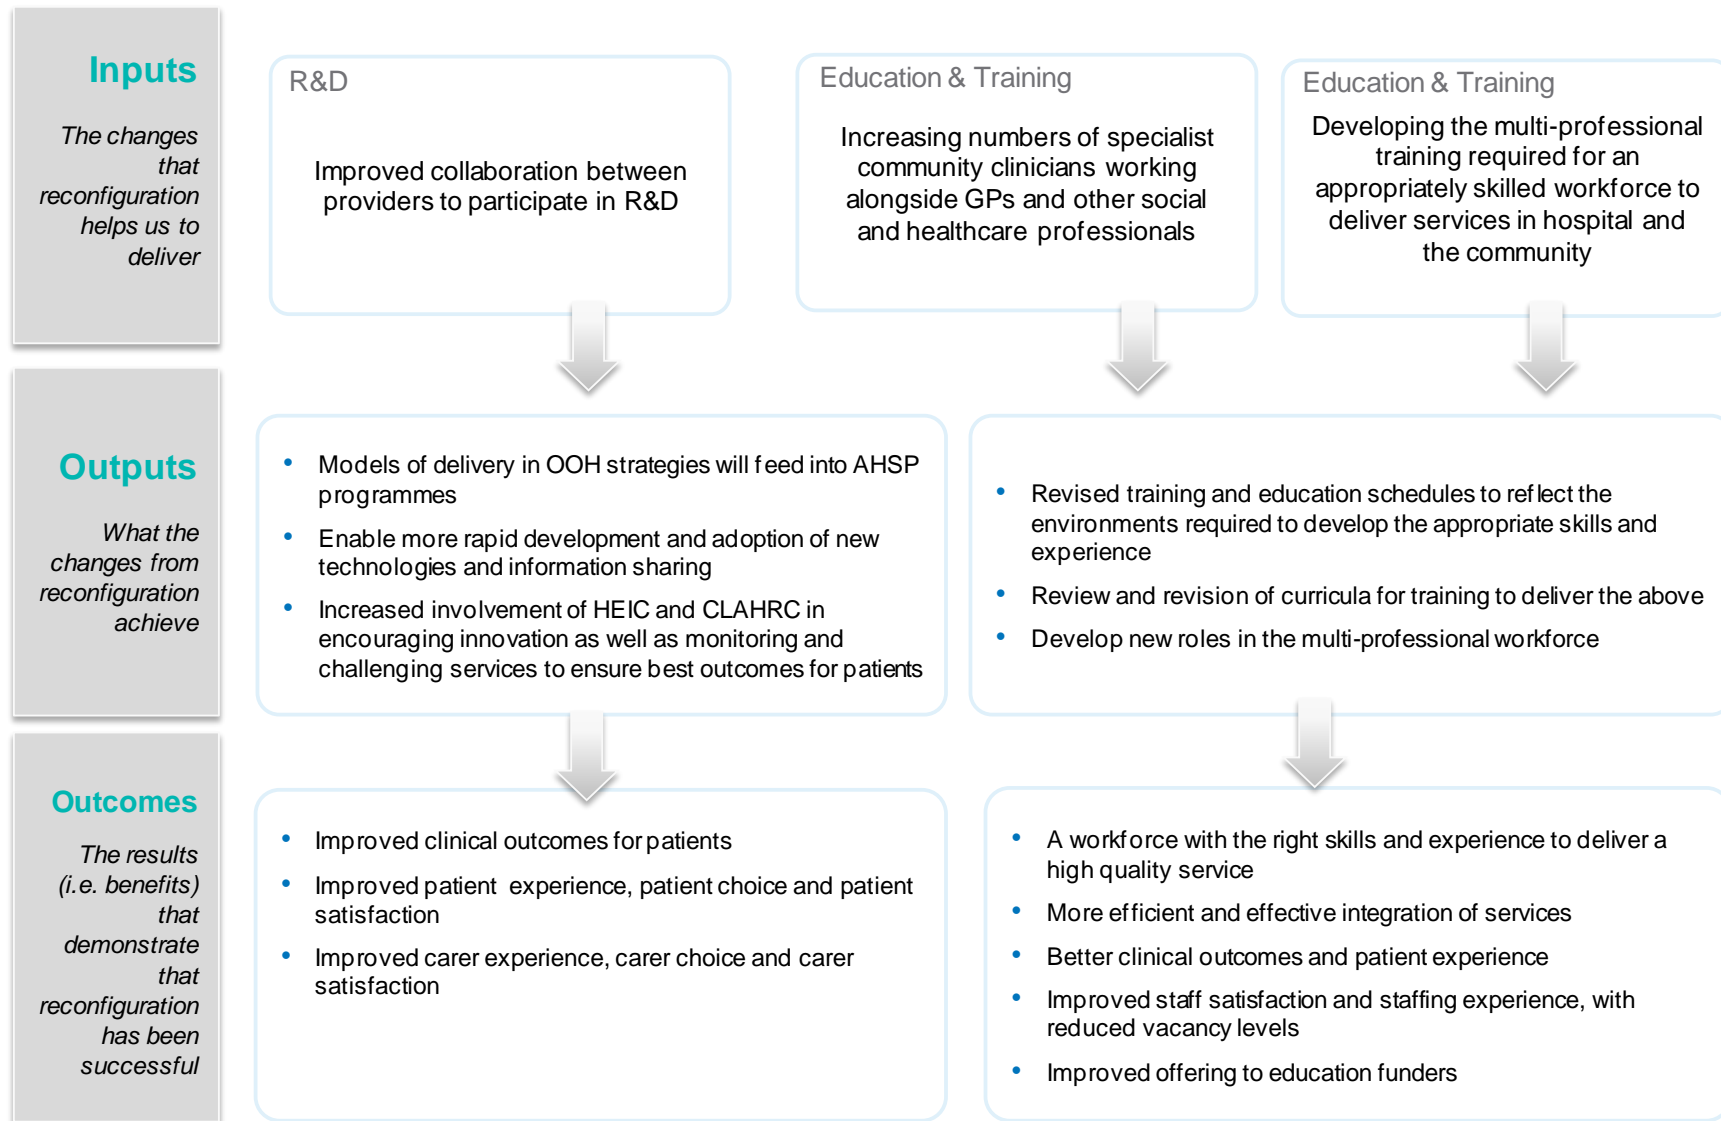 Inputs
The changes
that
reconfiguration
helps us to
deliver
R&D
Improved collaboration between
providers to participate in R&D
Education & Training
Increasing numbers of specialist
community clinicians working
alongside GPs and other social
and healthcare professionals
Education & Training
Developing the multi-professional
training required for an
appropriately skilled workforce to
deliver services in hospital and
the community
Outputs
What the
changes from
reconfiguration
achieve
• Models of delivery in OOH strategies will feed into AHSP
programmes
• Enable more rapid development and adoption of new
technologies and information sharing
• Increased involvement of HEIC and CLAHRC in
encouraging innovation as well as monitoring and
challenging services to ensure best outcomes for patients
• Revised training and education schedules to reflect the
environments required to develop the appropriate skills and
experience
• Review and revision of curricula for training to deliver the above
• Develop new roles in the multi-professional workforce
Outcomes
The results
(i.e. benefits)
that
demonstrate
that
reconfiguration
has been
successful
• Improved clinical outcomes for patients
• Improved patient experience, patient choice and patient
satisfaction
• Improved carer experience, carer choice and carer
satisfaction
• A workforce with the right skills and experience to deliver a
high quality service
• More efficient and effective integration of services
• Better clinical outcomes and patient experience
• Improved staff satisfaction and staffing experience, with
reduced vacancy levels
• Improved offering to education funders